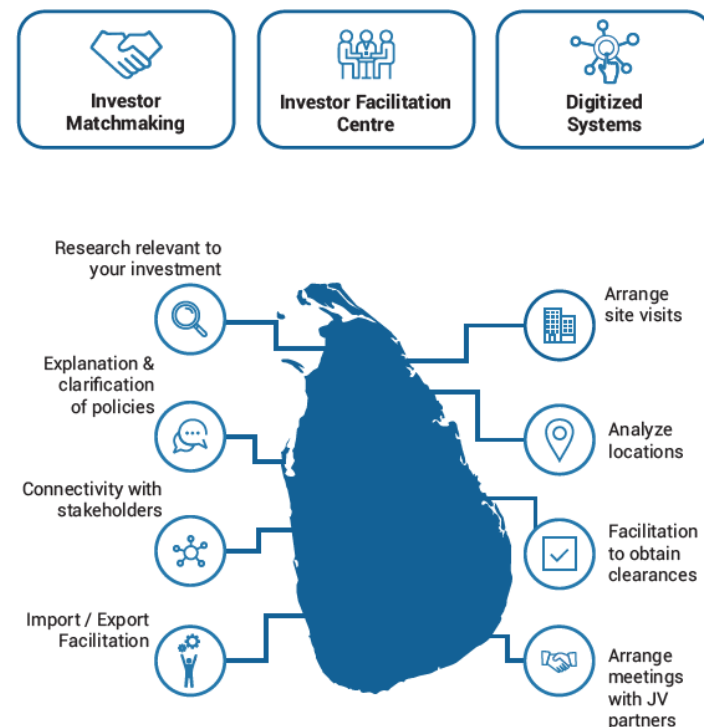 Investor
Matchmaking
Investor Facilitation
Centre
Digitized
Systems
Research relevant to
your investment
Explanation &
clarification
of policies
Connectivity with
stakeholders
Import / Export
Facilitation
Arrange
site visits
Analyze
locations
Facilitation
to obtain
clearances
Arrange
meetings
with JV
partners